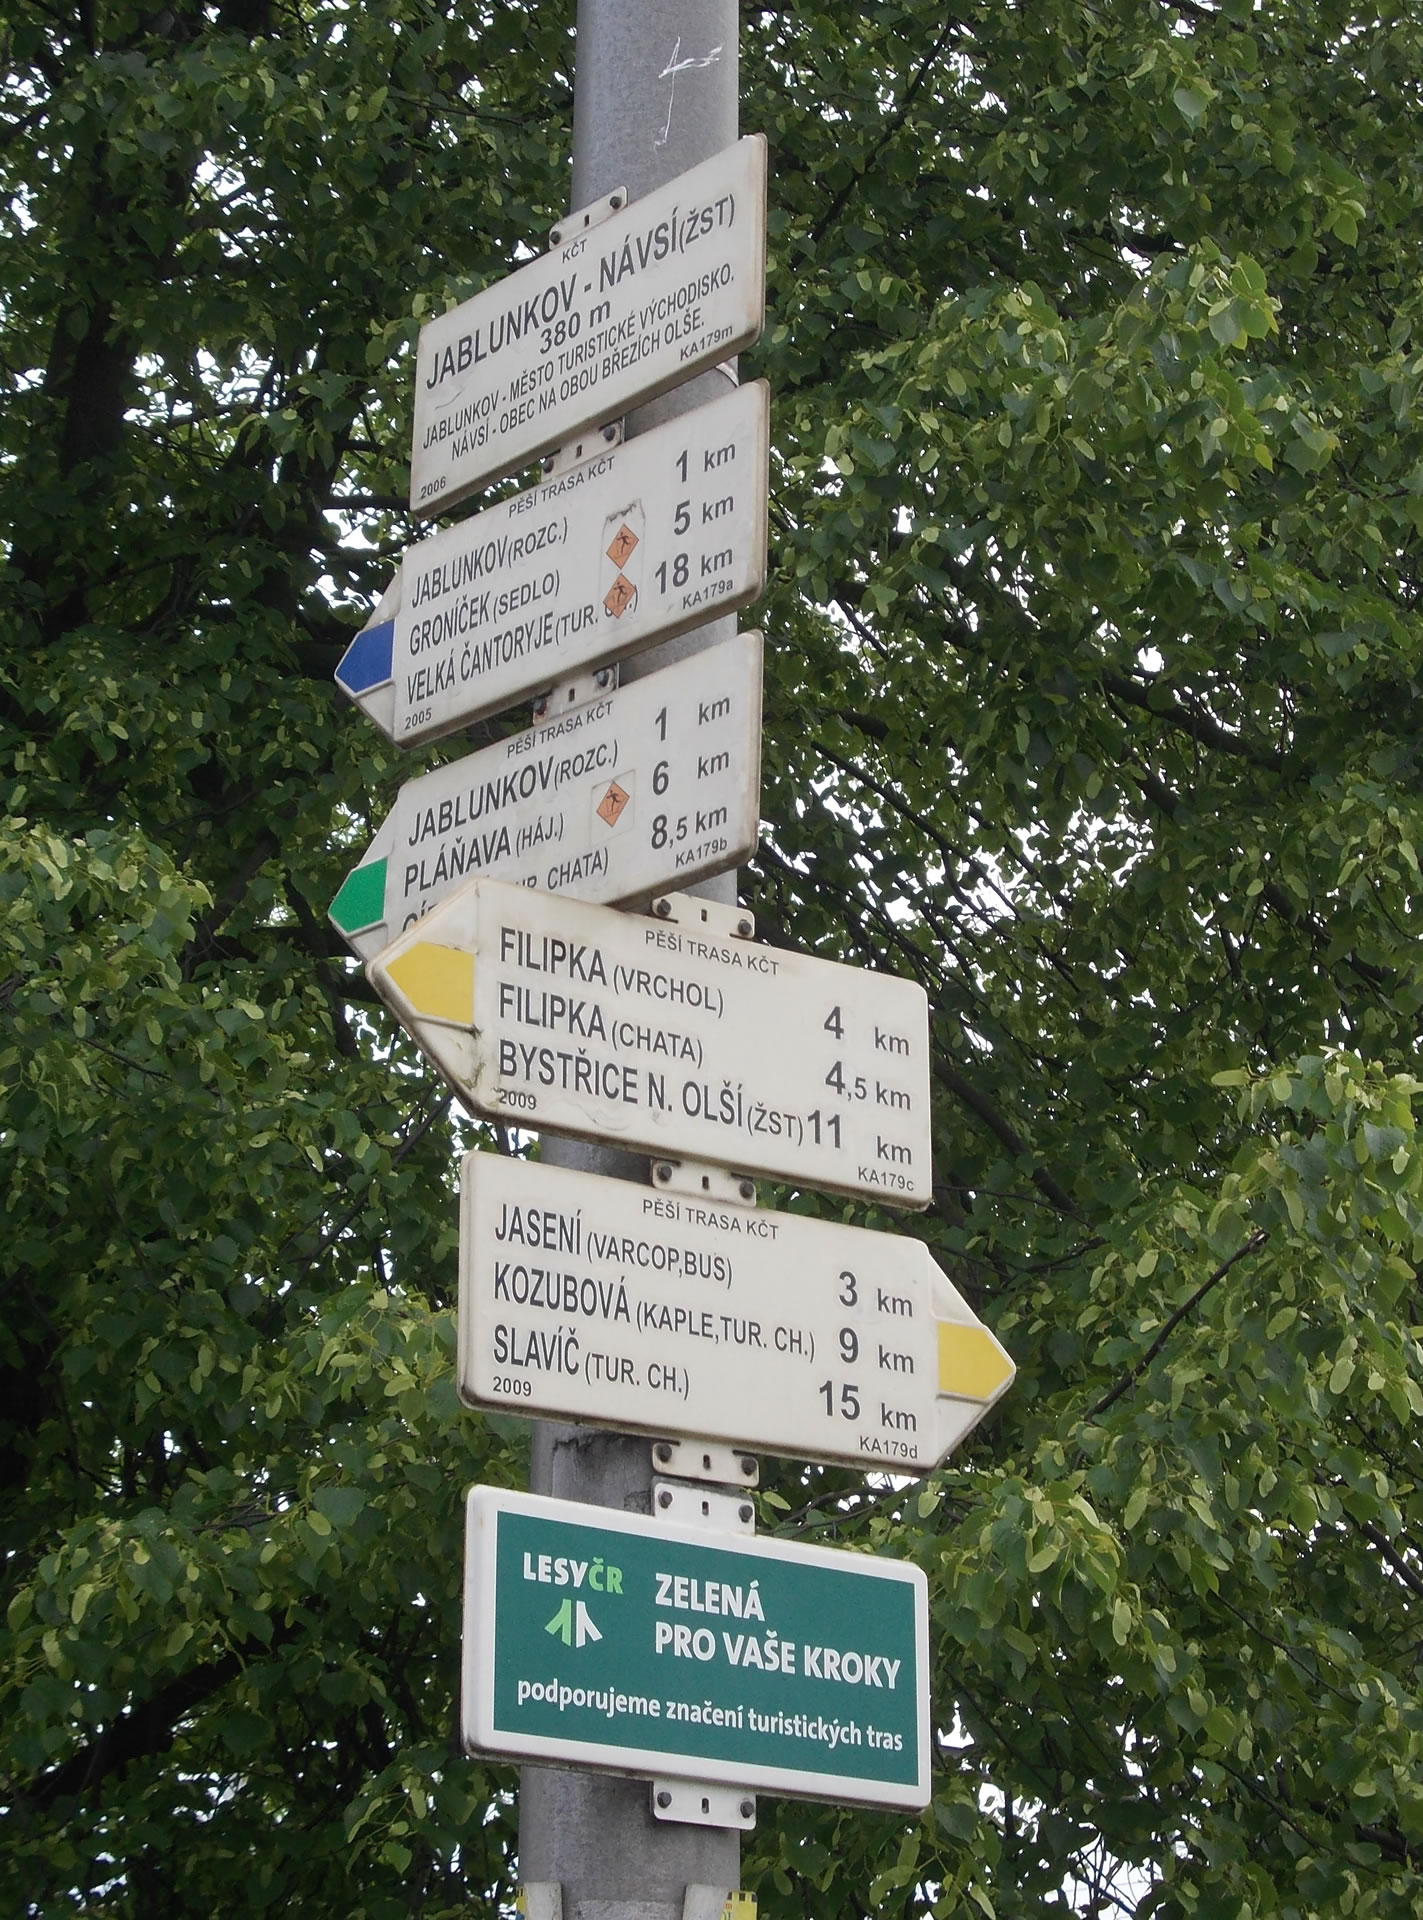 KČT
JABLUNKOV - NÁVSÍ (ŽST)
380 m
JABLUNKOV - MĚSTO TURISTICKÉ VÝCHODISKO.
NÁVSÍ - OBEC NA OBOU BŘEZÍCH OLŠE.
2006 KA179m
PĚŠÍ TRASA KČT
JABLUNKOV (ROZC.) 1 km
GRONÍČEK (SEDLO) 5 km
VELKÁ ČANTORYJE (TUR. 18 km
2005 KA179a
PĚŠÍ TRASA KČT
JABLUNKOV (ROZC.) 1 km
PLÁŇAVA (HÁJ.) 6 km
CHATA) 8,5 km
KA179b
PĚŠÍ TRASA KČT
FILIPKA (VRCHOL) 4 km
FILIPKA (CHATA) 4,5 km
BYSTŘICE N. OLŠÍ (ŽST) 11 km
2009 KA179c
PĚŠÍ TRASA KČT
JASENÍ (VARCOP,BUS) 3 km
KOZUBOVÁ (KAPLE,TUR. CH.) 9 km
SLAVÍČ (TUR. CH.) 15 km
2009 KA179d
LESYČR
ZELENÁ
PRO VAŠE KROKY
podporujeme značení turistických tras